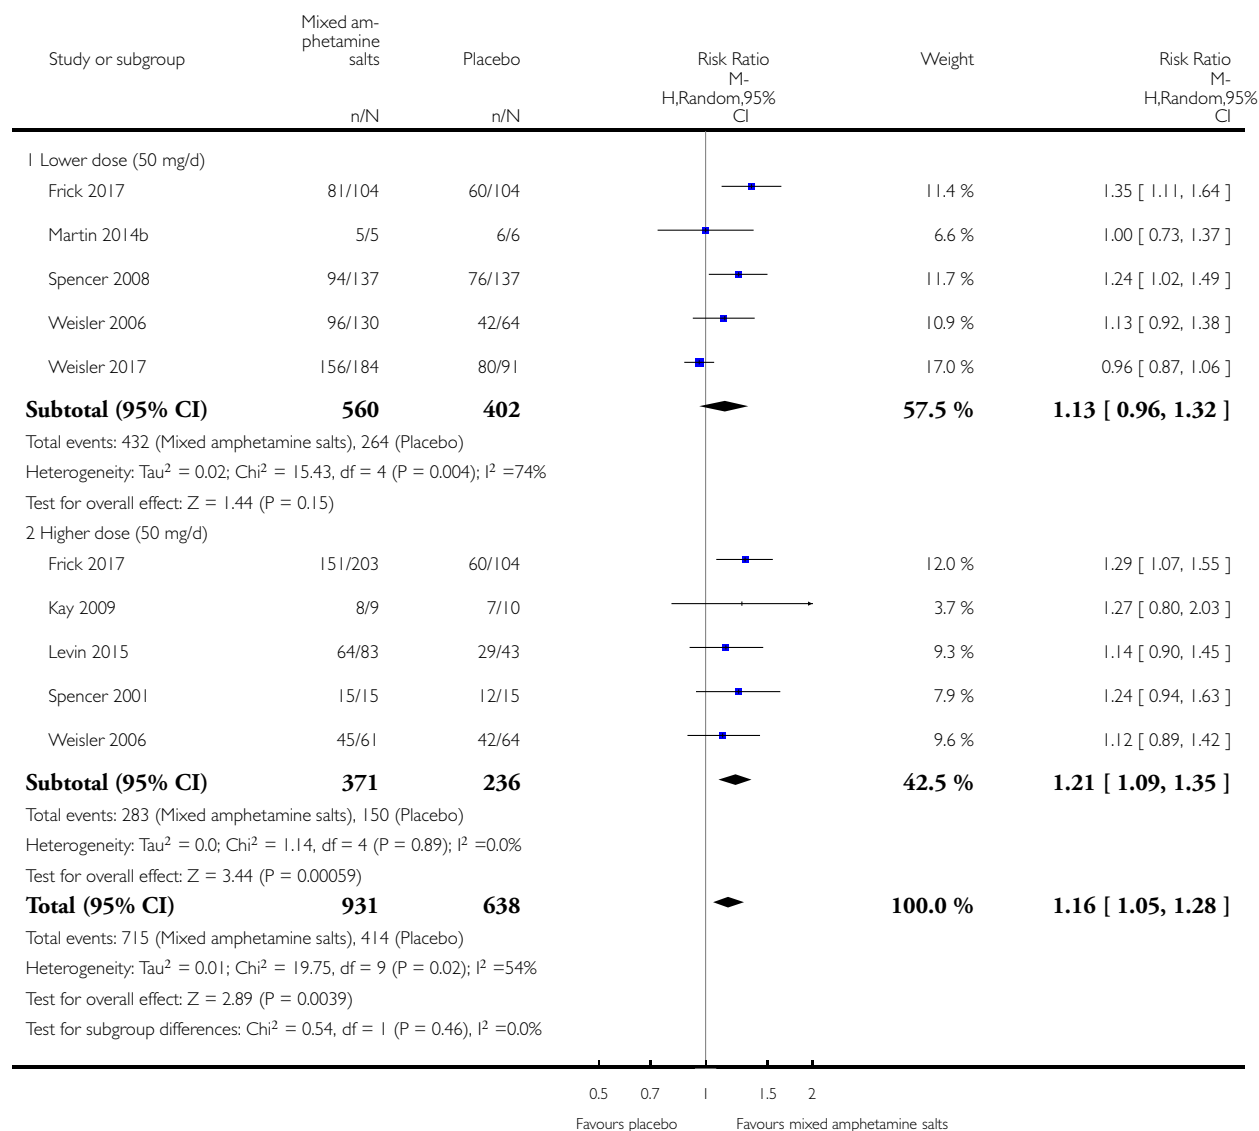 Mixed am-
phetamine
Study or subgroup salts Placebo Risk Ratio Weight Risk Ratio
M- M-
H,Random,95% H,Random,95%
n/N n/N CI CI
1 Lower dose (50 mg/d)
Frick 2017 81/104 60/104 11.4 % 1.35 [ 1.11, 1.64 ]
Martin 2014b 5/5 6/6 6.6 % 1.00 [ 0.73, 1.37 ]
Spencer 2008 94/137 76/137 11.7 % 1.24 [ 1.02, 1.49 ]
Weisler 2006 96/130 42/64 10.9 % 1.13 [ 0.92, 1.38 ]
Weisler 2017 156/184 80/91 17.0 % 0.96 [ 0.87, 1.06 ]
Subtotal (95% CI) 560 402 57.5 % 1.13 [ 0.96, 1.32 ]
Total events: 432 (Mixed amphetamine salts), 264 (Placebo)
Heterogeneity: Tau² = 0.02; Chi² = 15.43, df = 4 (P = 0.004); I² =74%
Test for overall effect: Z = 1.44 (P = 0.15)
2 Higher dose (50 mg/d)
Frick 2017 151/203 60/104 12.0 % 1.29 [ 1.07, 1.55 ]
Kay 2009 8/9 7/10 3.7 % 1.27 [ 0.80, 2.03 ]
Levin 2015 64/83 29/43 9.3 % 1.14 [ 0.90, 1.45 ]
Spencer 2001 15/15 12/15 7.9 % 1.24 [ 0.94, 1.63 ]
Weisler 2006 45/61 42/64 9.6 % 1.12 [ 0.89, 1.42 ]
Subtotal (95% CI) 371 236 42.5 % 1.21 [ 1.09, 1.35 ]
Total events: 283 (Mixed amphetamine salts), 150 (Placebo)
Heterogeneity: Tau² = 0.0; Chi² = 1.14, df = 4 (P = 0.89); I² =0.0%
Test for overall effect: Z = 3.44 (P = 0.00059)
Total (95% CI) 931 638 100.0 % 1.16 [ 1.05, 1.28 ]
Total events: 715 (Mixed amphetamine salts), 414 (Placebo)
Heterogeneity: Tau² = 0.01; Chi² = 19.75, df = 9 (P = 0.02); I² =54%
Test for overall effect: Z = 2.89 (P = 0.0039)
Test for subgroup differences: Chi² = 0.54, df = 1 (P = 0.46), I² =0.0%
0.5 0.7 1 1.5 2
Favours placebo Favours mixed amphetamine salts